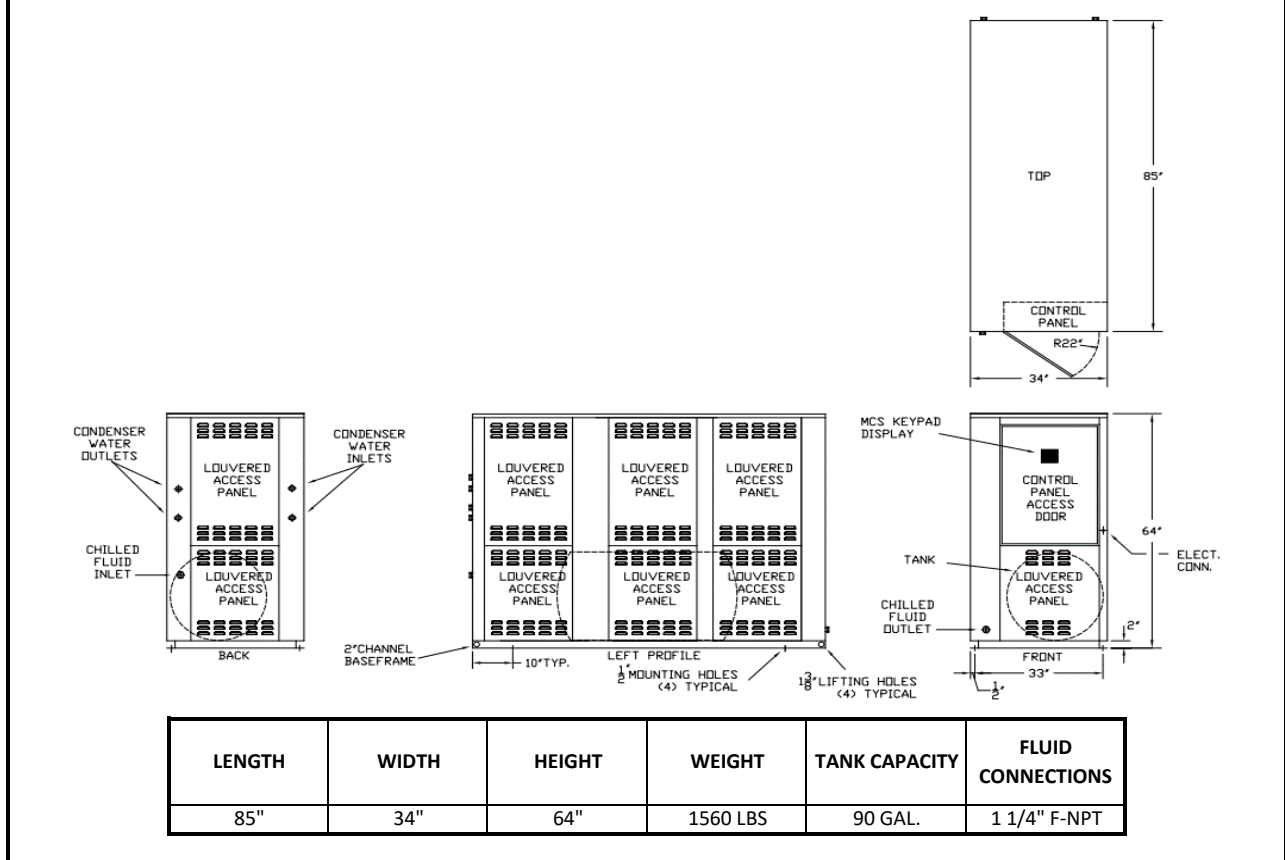 TOP
85"
CONTROL
PANEL
R22"
34"
CONDENSER
WATER
OUTLETS
CONDENSER
WATER
INLETS
LOUVERED
ACCESS
PANEL
CHILLED
FLUID
INLET
LOUVERED
ACCESS
PANEL
BACK
LOUVERED
ACCESS
PANEL
LOUVERED
ACCESS
PANEL
LOUVERED
ACCESS
PANEL
LOUVERED
ACCESS
PANEL
LOUVERED
ACCESS
PANEL
LOUVERED
ACCESS
PANEL
2"CHANNEL
BASEFRAME
10"TYP.
LEFT PROFILE
1/2" MOUNTING HOLES
(4) TYPICAL
1 3/8" LIFTING HOLES
(4) TYPICAL
MCS KEYPAD
DISPLAY
CONTROL
PANEL
ACCESS
DOOR
64"
ELECT.
CONN.
TANK
LOUVERED
ACCESS
PANEL
CHILLED
FLUID
OUTLET
2"
FRONT
33"
1/2"
LENGTH WIDTH HEIGHT WEIGHT TANK CAPACITY FLUID CONNECTIONS
85" 34" 64" 1560 LBS 90 GAL. 1 1/4" F-NPT